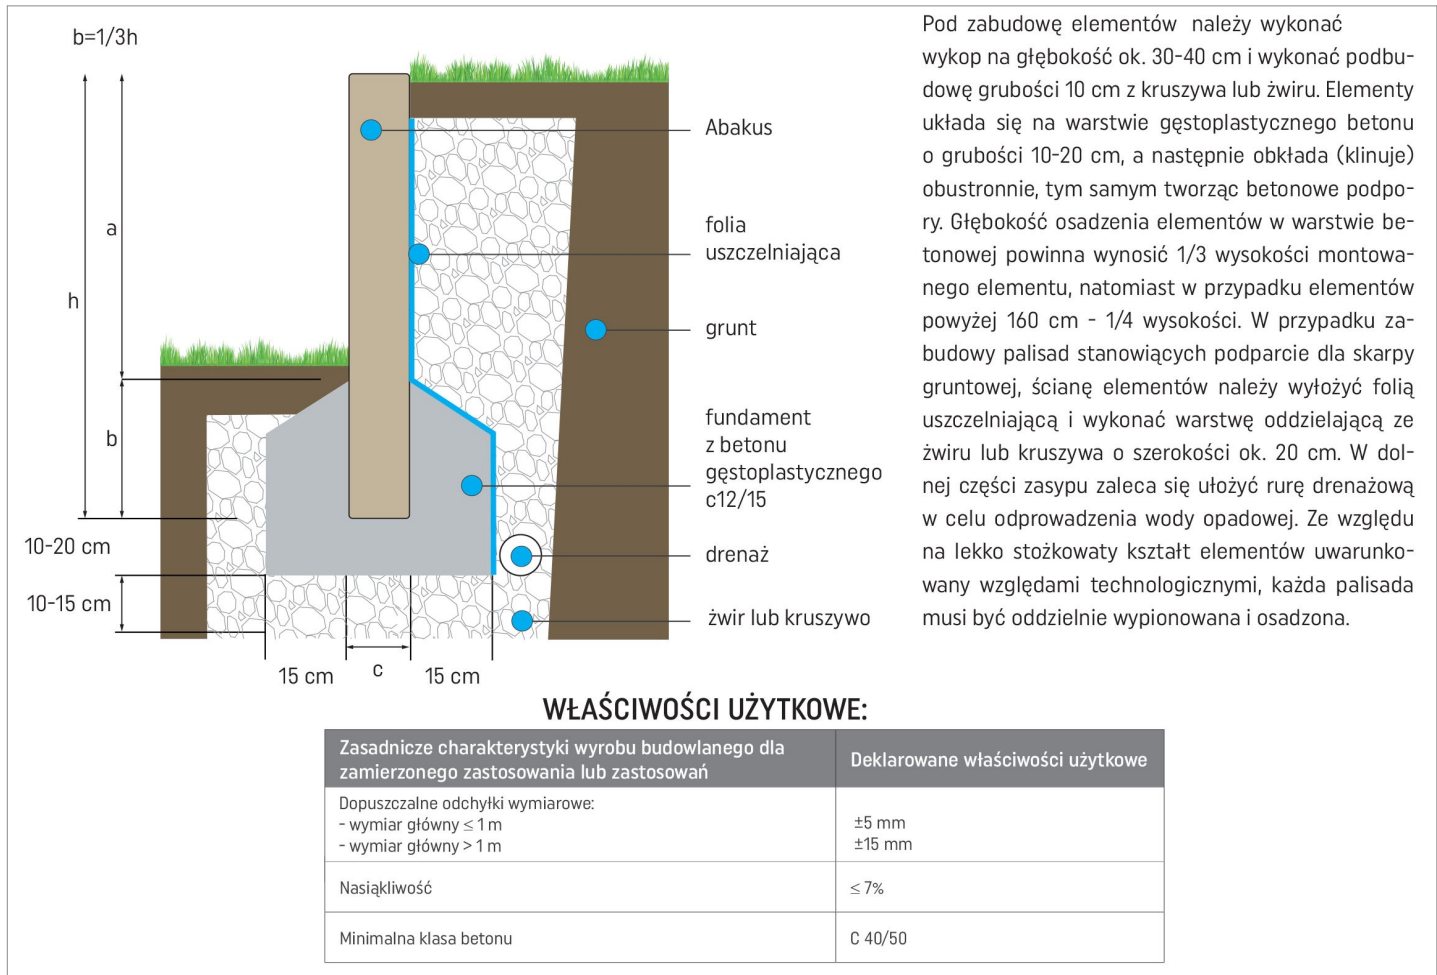 b=1/3h
a
h
b
10-20 cm
10-15 cm
15 cm
c
15 cm
Abakus
folia
uszczelniająca
grunt
fundament
z betonu
gęstoplastycznego
c12/15
drenaż
żwir lub kruszywo
Pod zabudowę elementów należy wykonać
wykop na głębokość ok. 30-40 cm i wykonać podbu-
dowę grubości 10 cm z kruszywa lub żwiru. Elementy
układa się na warstwie gęstoplastycznego betonu
o grubości 10-20 cm, a następnie obkłada (klinuje)
obustronnie, tym samym tworząc betonowe podpo-
ry. Głębokość osadzenia elementów w warstwie be-
tonowej powinna wynosić 1/3 wysokości montowa-
nego elementu, natomiast w przypadku elementów
powyżej 160 cm - 1/4 wysokości. W przypadku za-
budowy palisad stanowiących podparcie dla skarpy
gruntowej, ścianę elementów należy wyłożyć folią
uszczelniającą i wykonać warstwę oddzielającą ze
żwiru lub kruszywa o szerokości ok. 20 cm. W dol-
nej części zasypu zaleca się ułożyć rurę drenażową
w celu odprowadzenia wody opadowej. Ze względu
na lekko stożkowaty kształt elementów uwarunko-
wany względami technologicznymi, każda palisada
musi być oddzielnie wypionowana i osadzona.
WŁAŚCIWOŚCI UŻYTKOWE:
Zasadnicze charakterystyki wyrobu budowlanego dla
zamierzonego zastosowania lub zastosowań
Deklarowane właściwości użytkowe
Dopuszczalne odchyłki wymiarowe:
- wymiar główny ≤ 1 m
±5 mm
- wymiar główny > 1 m
±15 mm
Nasiąkliwość
≤ 7%
Minimalna klasa betonu
C 40/50